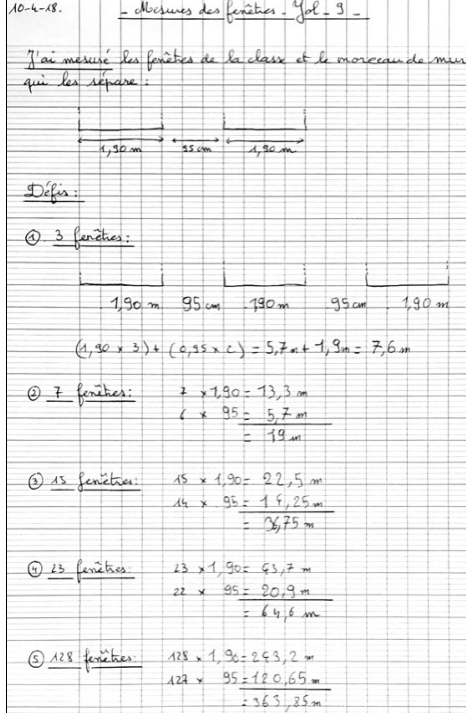 10-4-18. - Mesures des fenêtres - Yol - 9 -
J'ai mesuré les fenêtres de la classe et le morceau de mur
qui les sépare :
1,90 m 95 cm 1,90 m
Défis :
① 3 fenêtres :
1,90 m 95 cm 1,90 m 95 cm 1,90 m
(1,90 x 3) + (0,95 x 2) = 5,7m + 1,9m = 7,6 m
② 7 fenêtres : 7 x 1,90 = 13,3 m
6 x 95 = 5,7 m
= 19 m
③ 15 fenêtres : 15 x 1,90 = 22,5 m
14 x 95 = 14,25 m
= 36,75 m
④ 23 fenêtres : 23 x 1,90 = 43,7 m
22 x 95 = 20,9 m
= 64,6 m
⑤ 128 fenêtres : 128 x 1,90 = 243,2 m
127 x 95 = 120,65 m
= 363,85 m